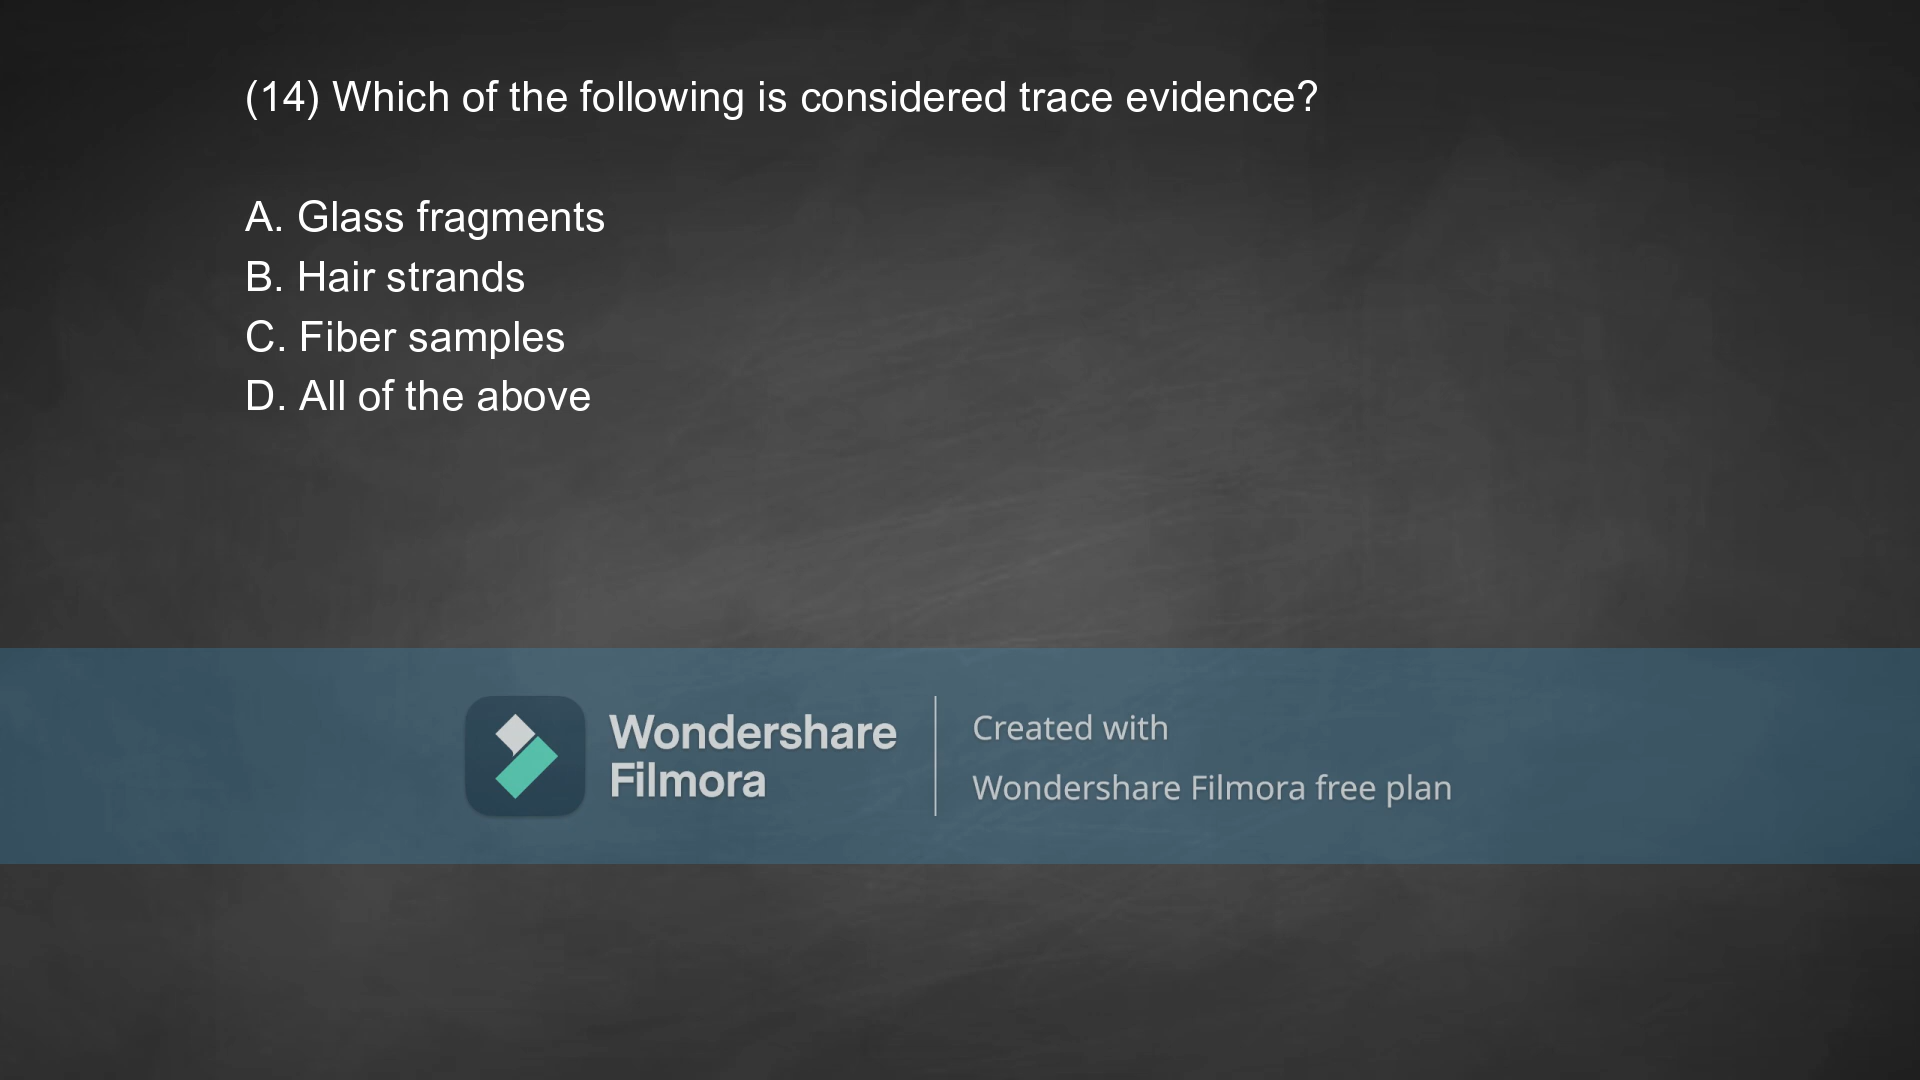 (14) Which of the following is considered trace evidence?
A. Glass fragments
B. Hair strands
C. Fiber samples
D. All of the above
Wondershare
Filmora
Created with
Wondershare Filmora free plan